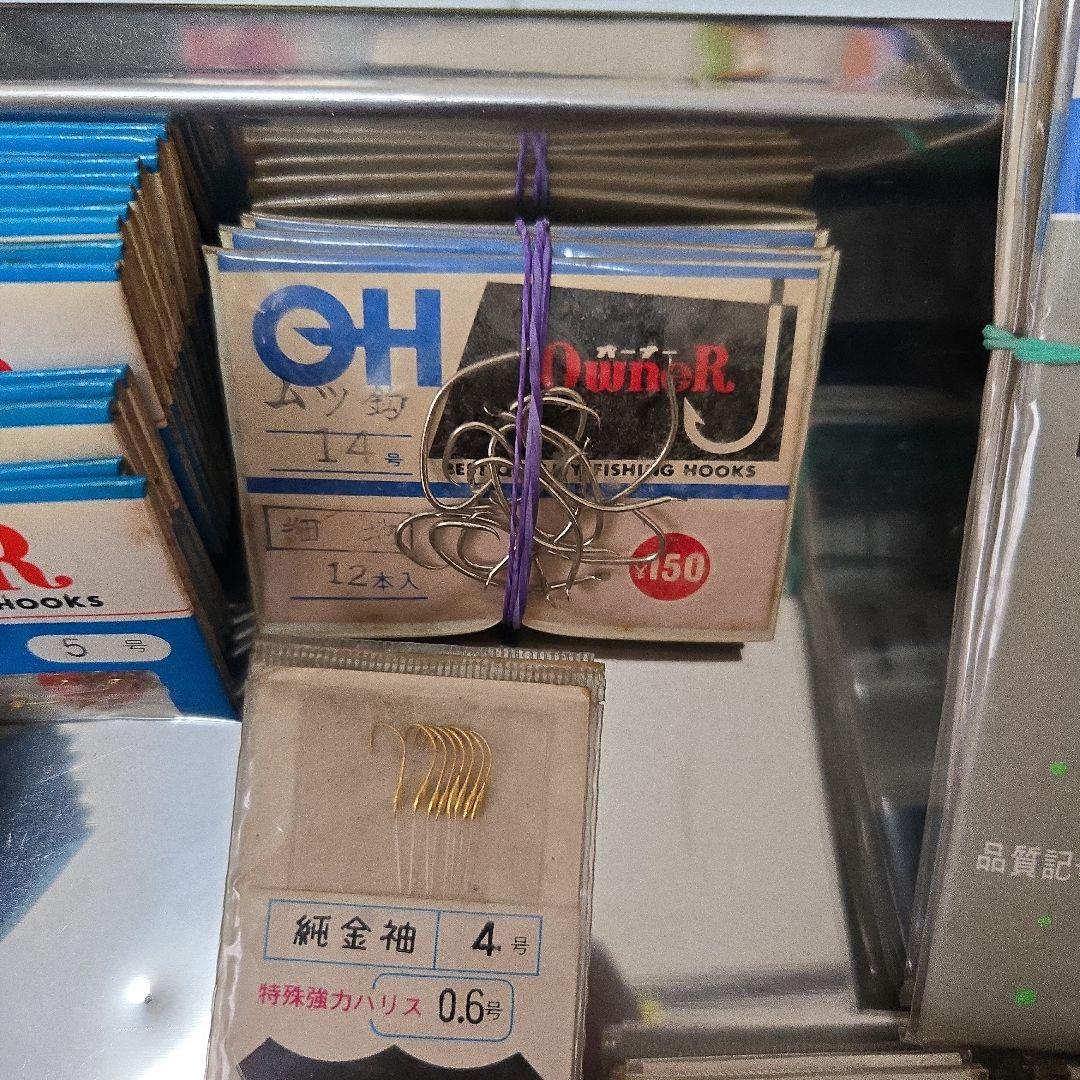 OH
オーナー
OwneR
ムツ鈎
14号
BEST QUALITY FISHING HOOKS
細地
12本入
¥150
R
HOOKS
5号
純金袖 4号
特殊強力ハリス 0.6号
品質記